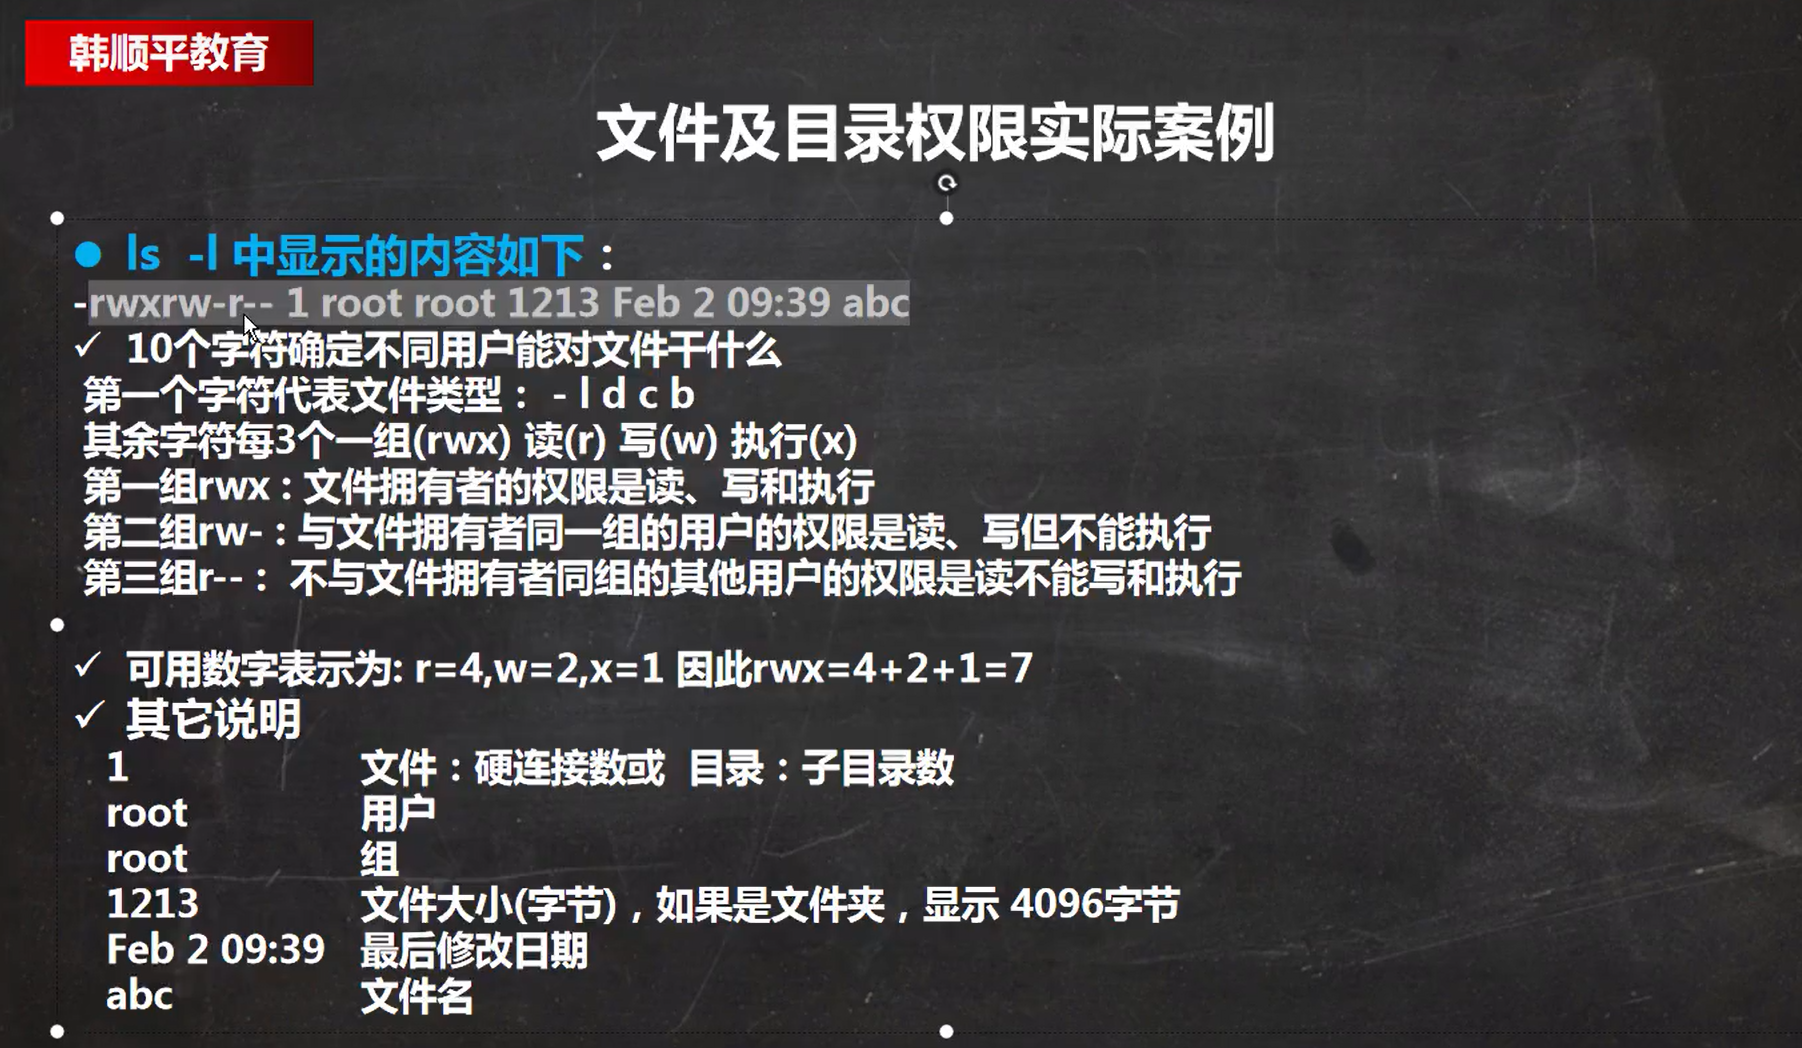 韩顺平教育
文件及目录权限实际案例
● ls -l 中显示的内容如下：
-rwxrw-r-- 1 root root 1213 Feb 2 09:39 abc
✓ 10个字符确定不同用户能对文件干什么
第一个字符代表文件类型： - l d c b
其余字符每3个一组(rwx) 读(r) 写(w) 执行(x)
第一组rwx : 文件拥有者的权限是读、写和执行
第二组rw- : 与文件拥有者同一组的用户的权限是读、写但不能执行
第三组r-- : 不与文件拥有者同组的其他用户的权限是读不能写和执行
✓ 可用数字表示为: r=4,w=2,x=1 因此rwx=4+2+1=7
✓ 其它说明
1 文件：硬连接数或 目录：子目录数
root 用户
root 组
1213 文件大小(字节)，如果是文件夹，显示 4096字节
Feb 2 09:39 最后修改日期
abc 文件名